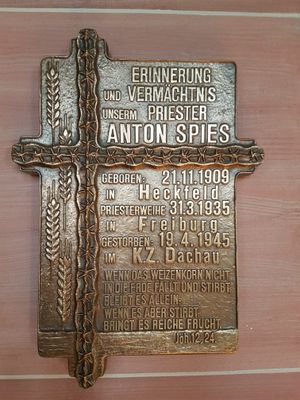 ERINNERUNG
UND VERMÄCHTNIS
UNSERM PRIESTER
ANTON SPIES
GEBOREN: 21.11.1909
IN Heckfeld
PRIESTERWEIHE 31.3.1935
IN Freiburg
GESTORBEN: 19.4.1945
IM K.Z. Dachau
WENN DAS WEIZENKORN NICHT
IN DIE ERDE FÄLLT UND STIRBT
BLEIBT ES ALLEIN:
WENN ES ABER STIRBT
BRINGT ES REICHE FRUCHT.
Joh 12,24